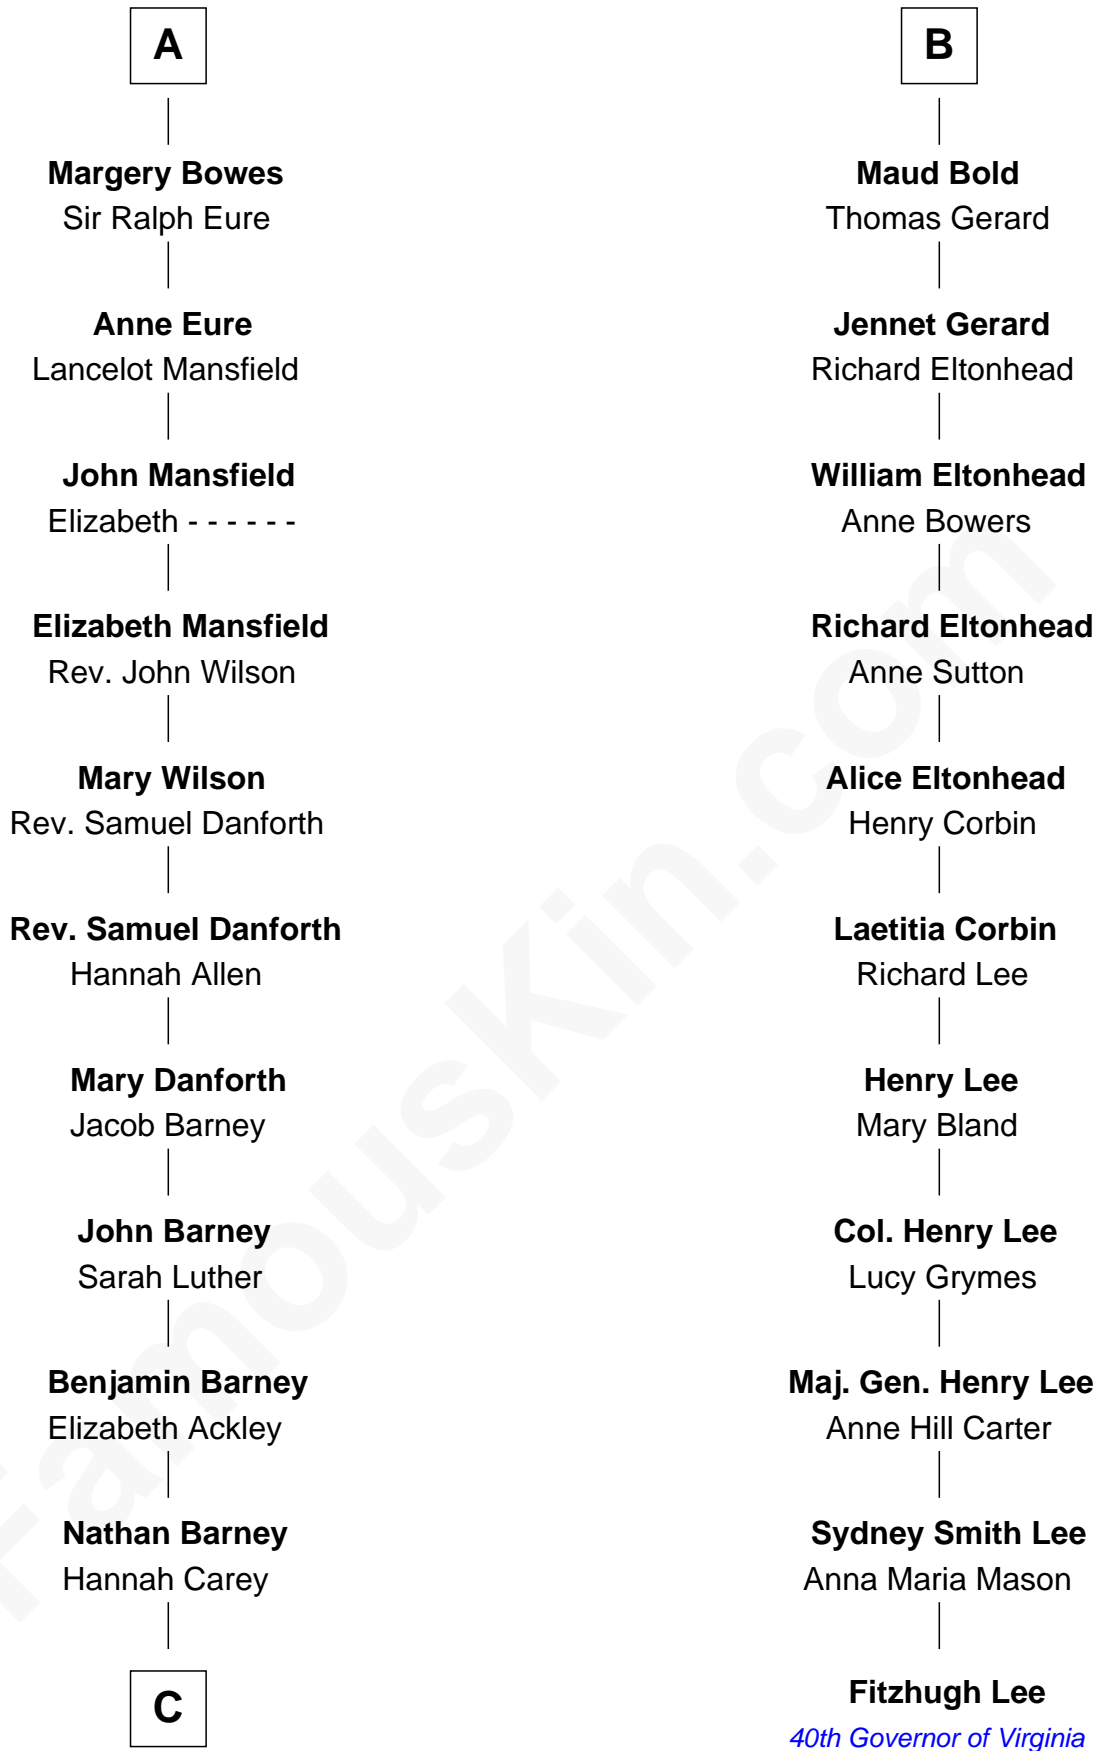 A
Margery Bowes
Sir Ralph Eure
Anne Eure
Lancelot Mansfield
John Mansfield
Elizabeth - - - - - -
Elizabeth Mansfield
Rev. John Wilson
Mary Wilson
Rev. Samuel Danforth
Rev. Samuel Danforth
Hannah Allen
Mary Danforth
Jacob Barney
John Barney
Sarah Luther
Benjamin Barney
Elizabeth Ackley
Nathan Barney
Hannah Carey
C
B
Maud Bold
Thomas Gerard
Jennet Gerard
Richard Eltonhead
William Eltonhead
Anne Bowers
Richard Eltonhead
Anne Sutton
Alice Eltonhead
Henry Corbin
Laetitia Corbin
Richard Lee
Henry Lee
Mary Bland
Col. Henry Lee
Lucy Grymes
Maj. Gen. Henry Lee
Anne Hill Carter
Sydney Smith Lee
Anna Maria Mason
Fitzhugh Lee
40th Governor of Virginia
FamousKin.com